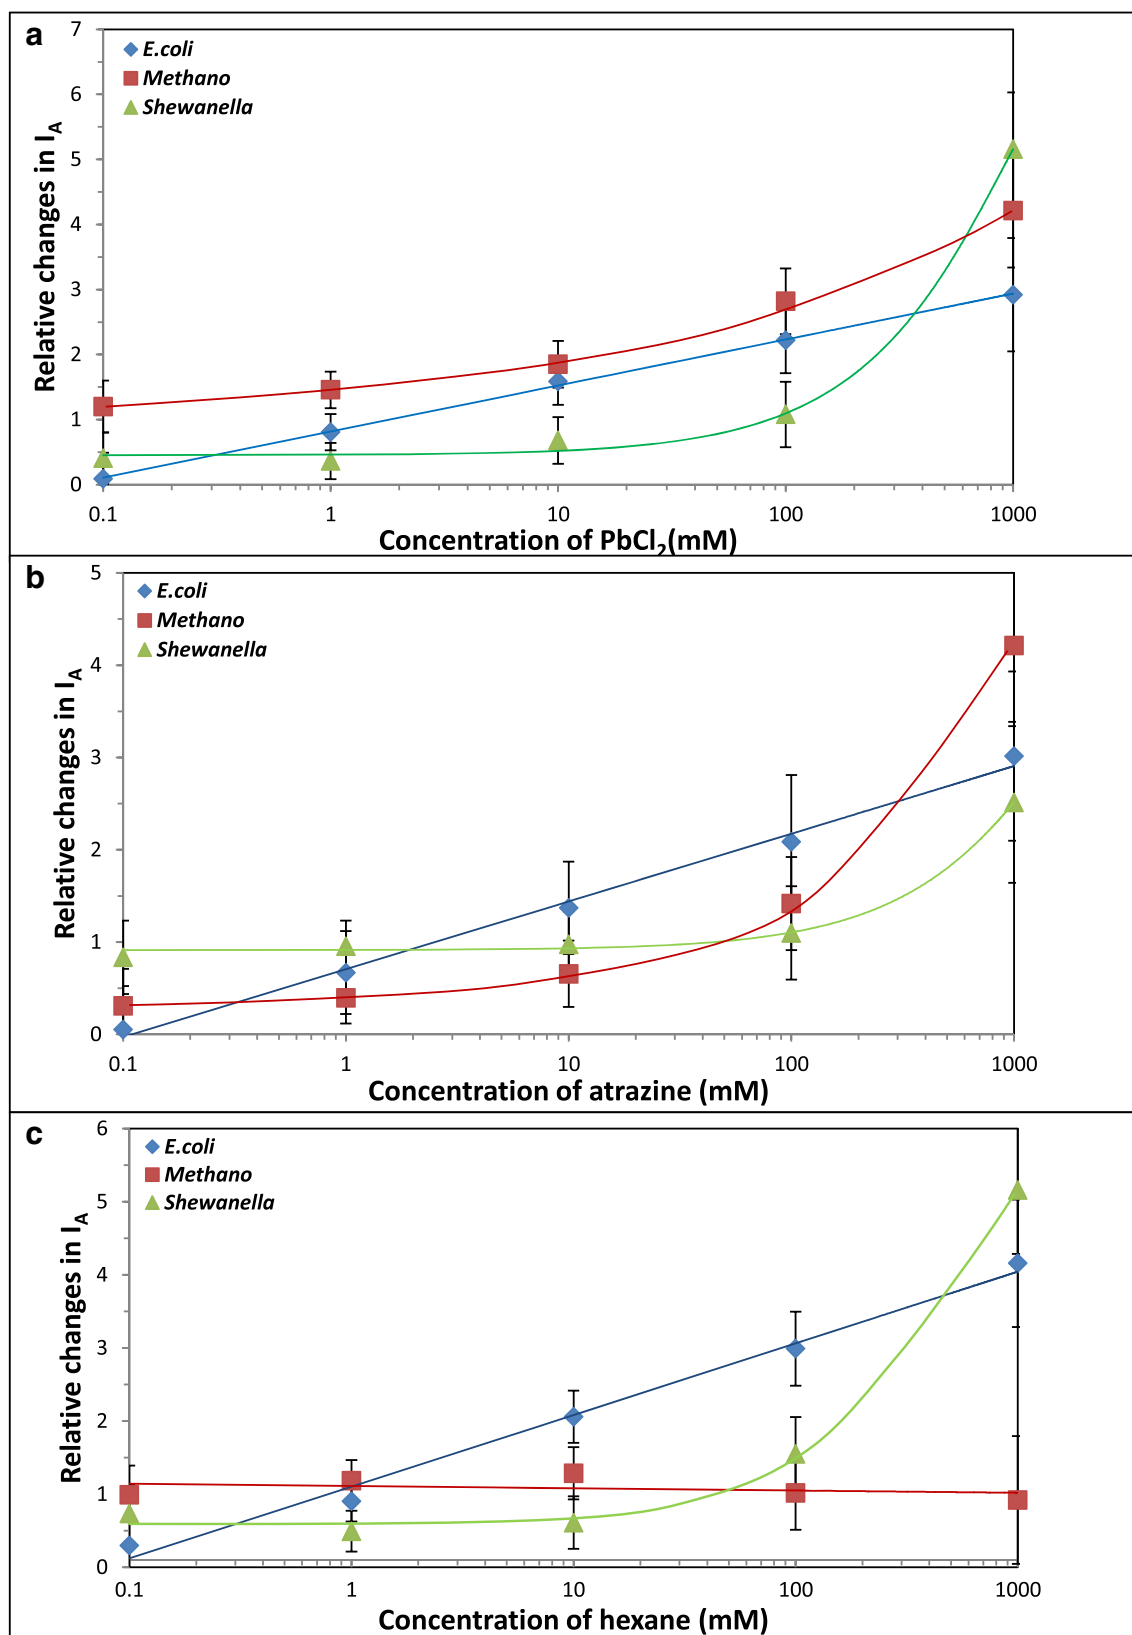 a
7
E.coli
Methano
Shewanella
6
5
4
3
2
1
0
Relative changes in I_A
0.1 1 10 100 1000
Concentration of PbCl2(mM)
b
5
E.coli
Methano
Shewanella
4
3
2
1
0
Relative changes in I_A
0.1 1 10 100 1000
Concentration of atrazine (mM)
c
6
E.coli
Methano
Shewanella
5
4
3
2
1
0
Relative changes in I_A
0.1 1 10 100 1000
Concentration of hexane (mM)